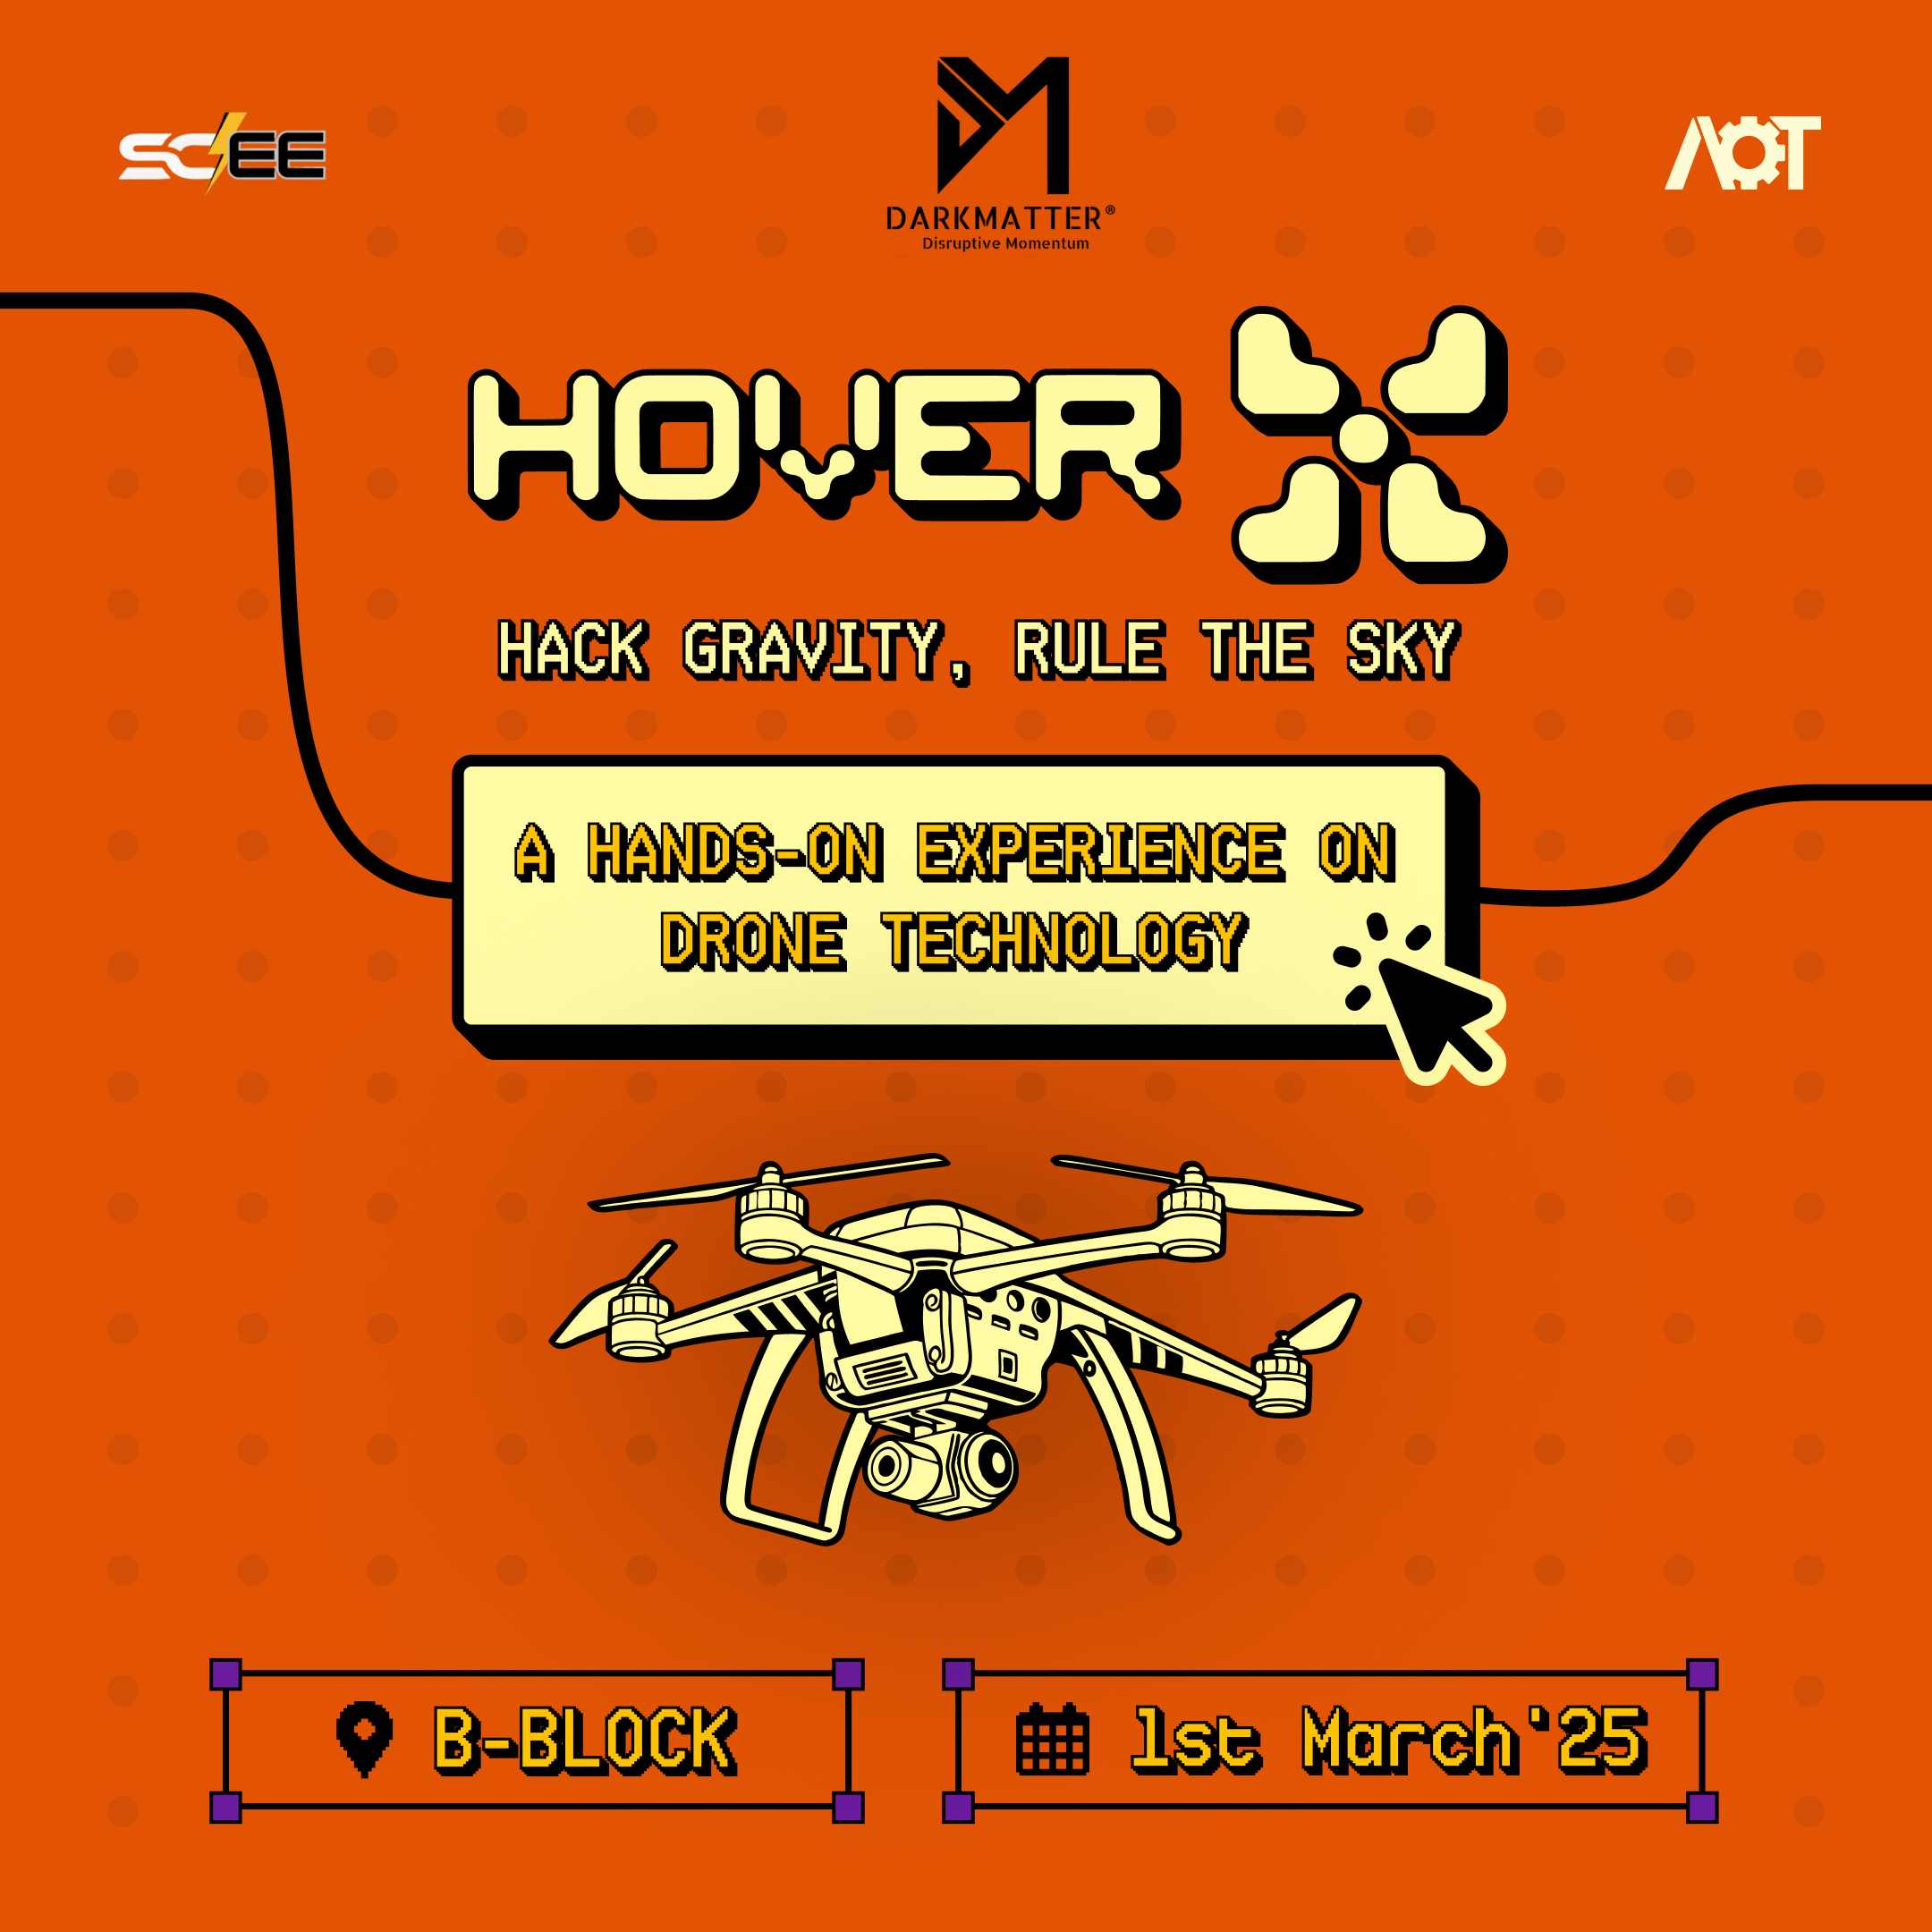 SCEE
DARKMATTER®
Disruptive Momentum
AOT
HOVER X
HACK GRAVITY, RULE THE SKY
A HANDS-ON EXPERIENCE ON
DRONE TECHNOLOGY
B-BLOCK
1st March'25